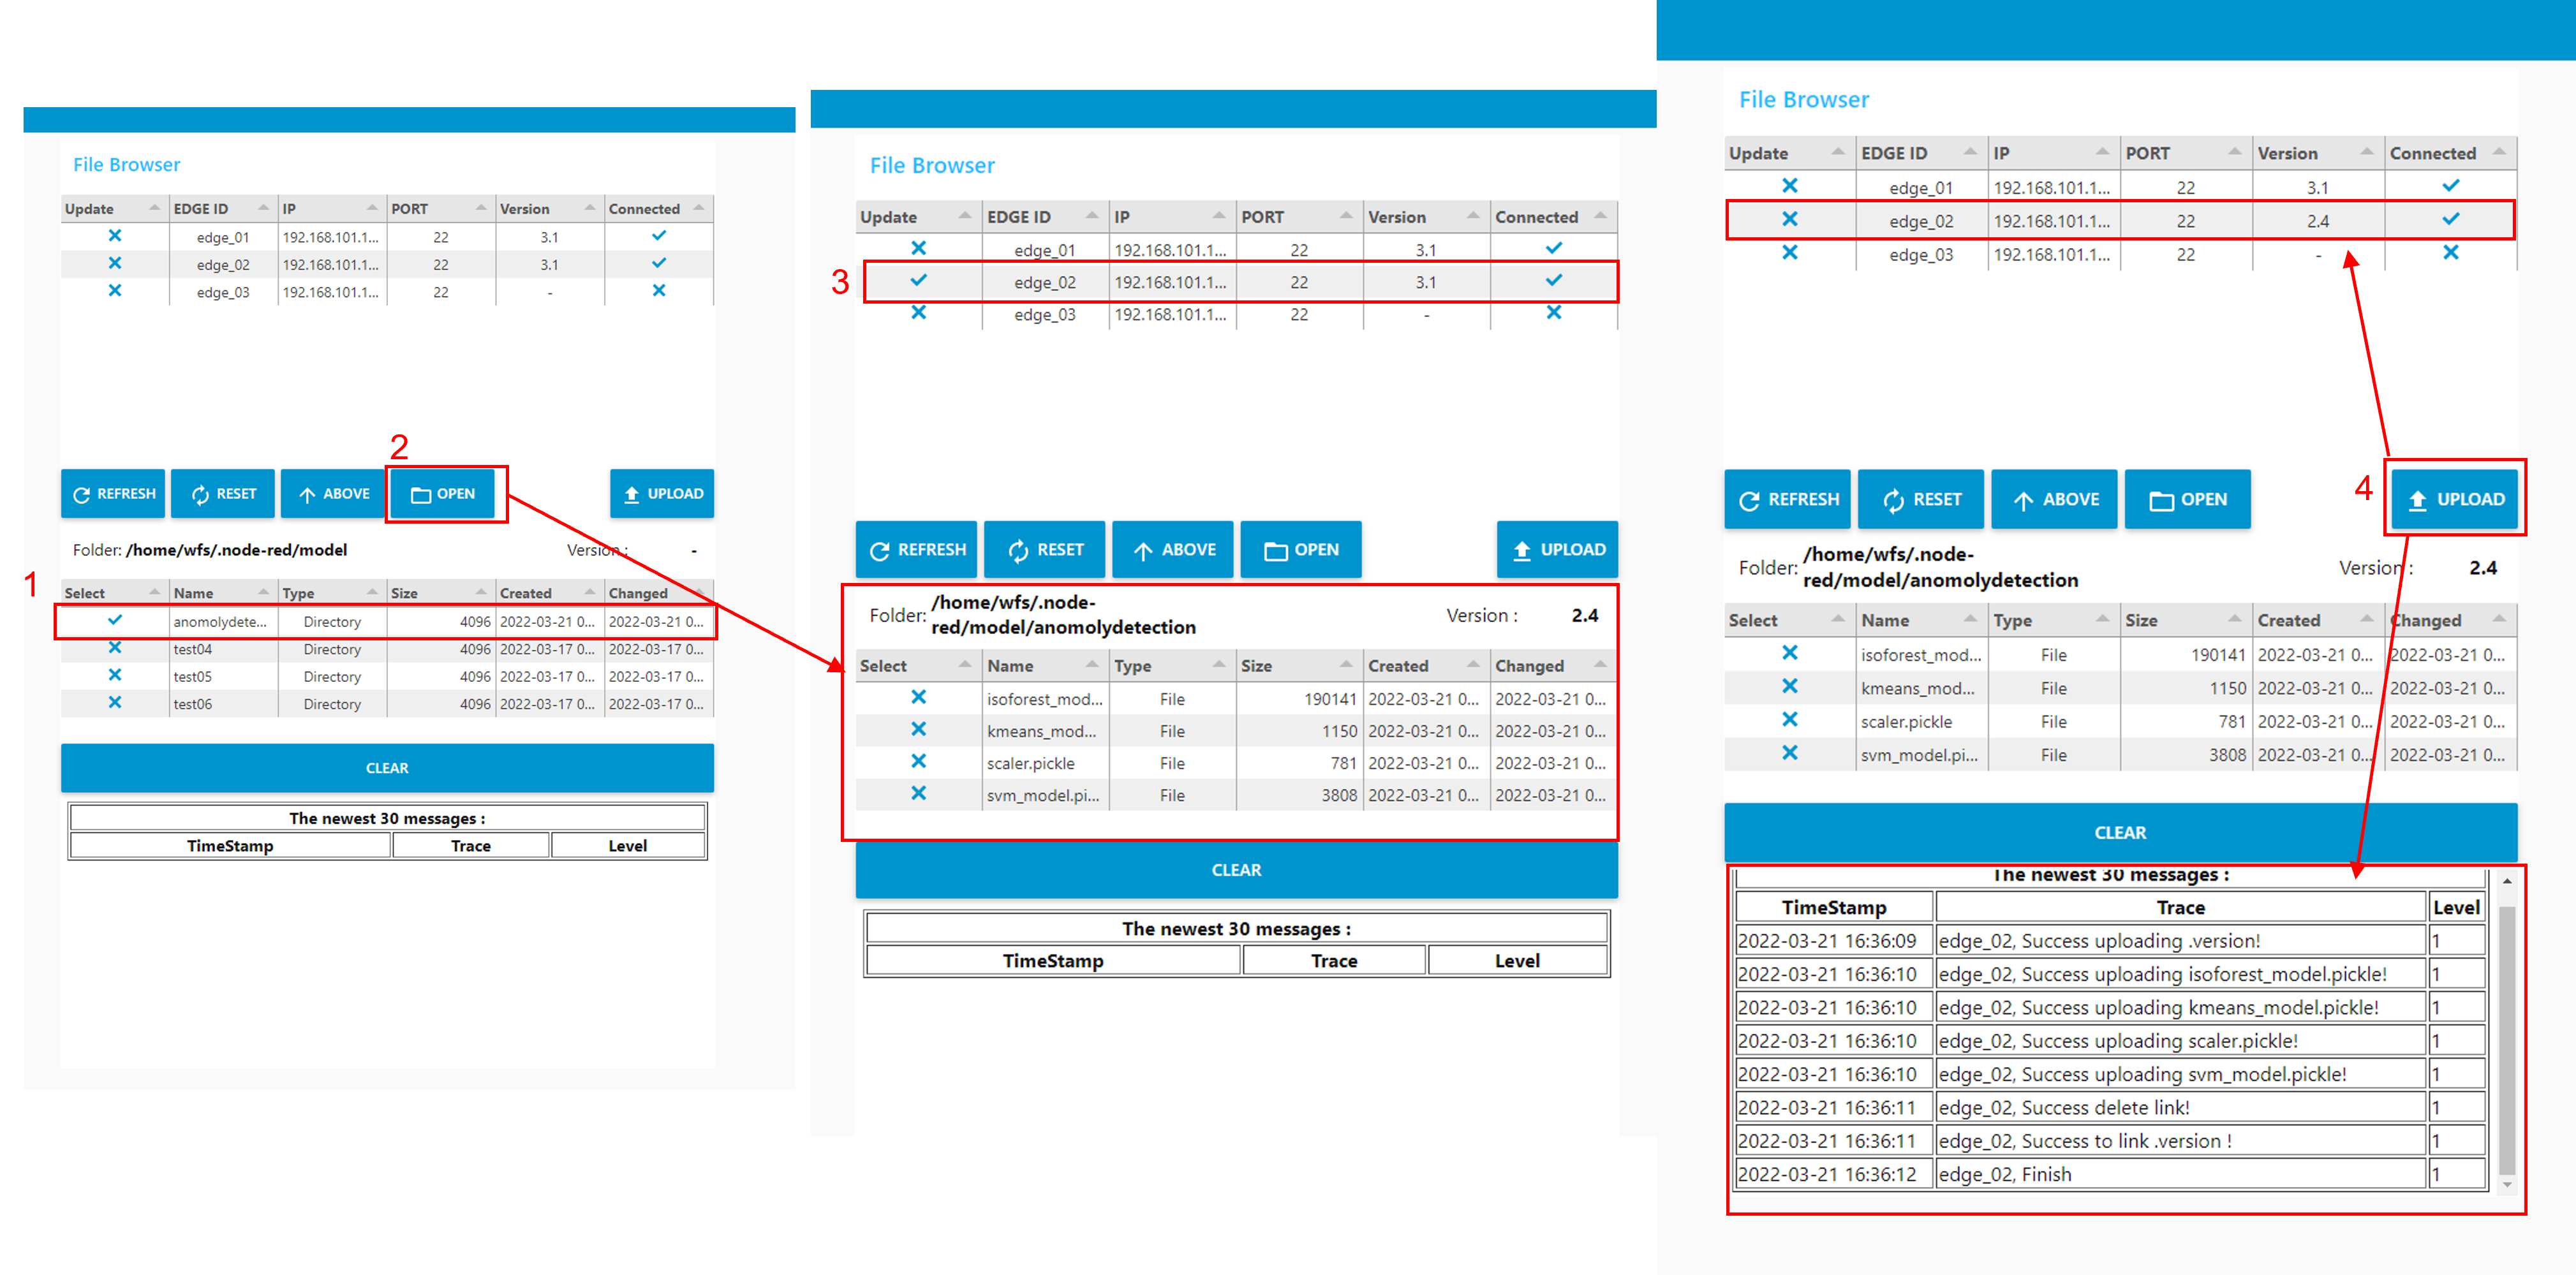 File Browser
Update EDGE ID IP PORT Version Connected
edge_01 192.168.101.1... 22 3.1
edge_02 192.168.101.1... 22 3.1
edge_03 192.168.101.1... 22 -
2
REFRESH RESET ABOVE OPEN UPLOAD
Folder: /home/wfs/.node-red/model Version : -
1
Select Name Type Size Created Changed
anomolydete... Directory 4096 2022-03-21 0... 2022-03-21 0...
test04 Directory 4096 2022-03-17 0... 2022-03-17 0...
test05 Directory 4096 2022-03-17 0... 2022-03-17 0...
test06 Directory 4096 2022-03-17 0... 2022-03-17 0...
CLEAR
The newest 30 messages :
TimeStamp Trace Level
File Browser
Update EDGE ID IP PORT Version Connected
edge_01 192.168.101.1... 22 3.1
3 edge_02 192.168.101.1... 22 3.1
edge_03 192.168.101.1... 22 -
REFRESH RESET ABOVE OPEN UPLOAD
Folder: /home/wfs/.node-
red/model/anomolydetection Version : 2.4
Select Name Type Size Created Changed
isoforest_mod... File 190141 2022-03-21 0... 2022-03-21 0...
kmeans_mod... File 1150 2022-03-21 0... 2022-03-21 0...
scaler.pickle File 781 2022-03-21 0... 2022-03-21 0...
svm_model.pi... File 3808 2022-03-21 0... 2022-03-21 0...
CLEAR
The newest 30 messages :
TimeStamp Trace Level
File Browser
Update EDGE ID IP PORT Version Connected
edge_01 192.168.101.1... 22 3.1
edge_02 192.168.101.1... 22 2.4
edge_03 192.168.101.1... 22 -
REFRESH RESET ABOVE OPEN 4 UPLOAD
Folder: /home/wfs/.node-
red/model/anomolydetection Version : 2.4
Select Name Type Size Created Changed
isoforest_mod... File 190141 2022-03-21 0... 2022-03-21 0...
kmeans_mod... File 1150 2022-03-21 0... 2022-03-21 0...
scaler.pickle File 781 2022-03-21 0... 2022-03-21 0...
svm_model.pi... File 3808 2022-03-21 0... 2022-03-21 0...
CLEAR
The newest 30 messages :
TimeStamp Trace Level
2022-03-21 16:36:09 edge_02, Success uploading .version! 1
2022-03-21 16:36:10 edge_02, Success uploading isoforest_model.pickle! 1
2022-03-21 16:36:10 edge_02, Success uploading kmeans_model.pickle! 1
2022-03-21 16:36:10 edge_02, Success uploading scaler.pickle! 1
2022-03-21 16:36:10 edge_02, Success uploading svm_model.pickle! 1
2022-03-21 16:36:11 edge_02, Success delete link! 1
2022-03-21 16:36:11 edge_02, Success to link .version ! 1
2022-03-21 16:36:12 edge_02, Finish 1